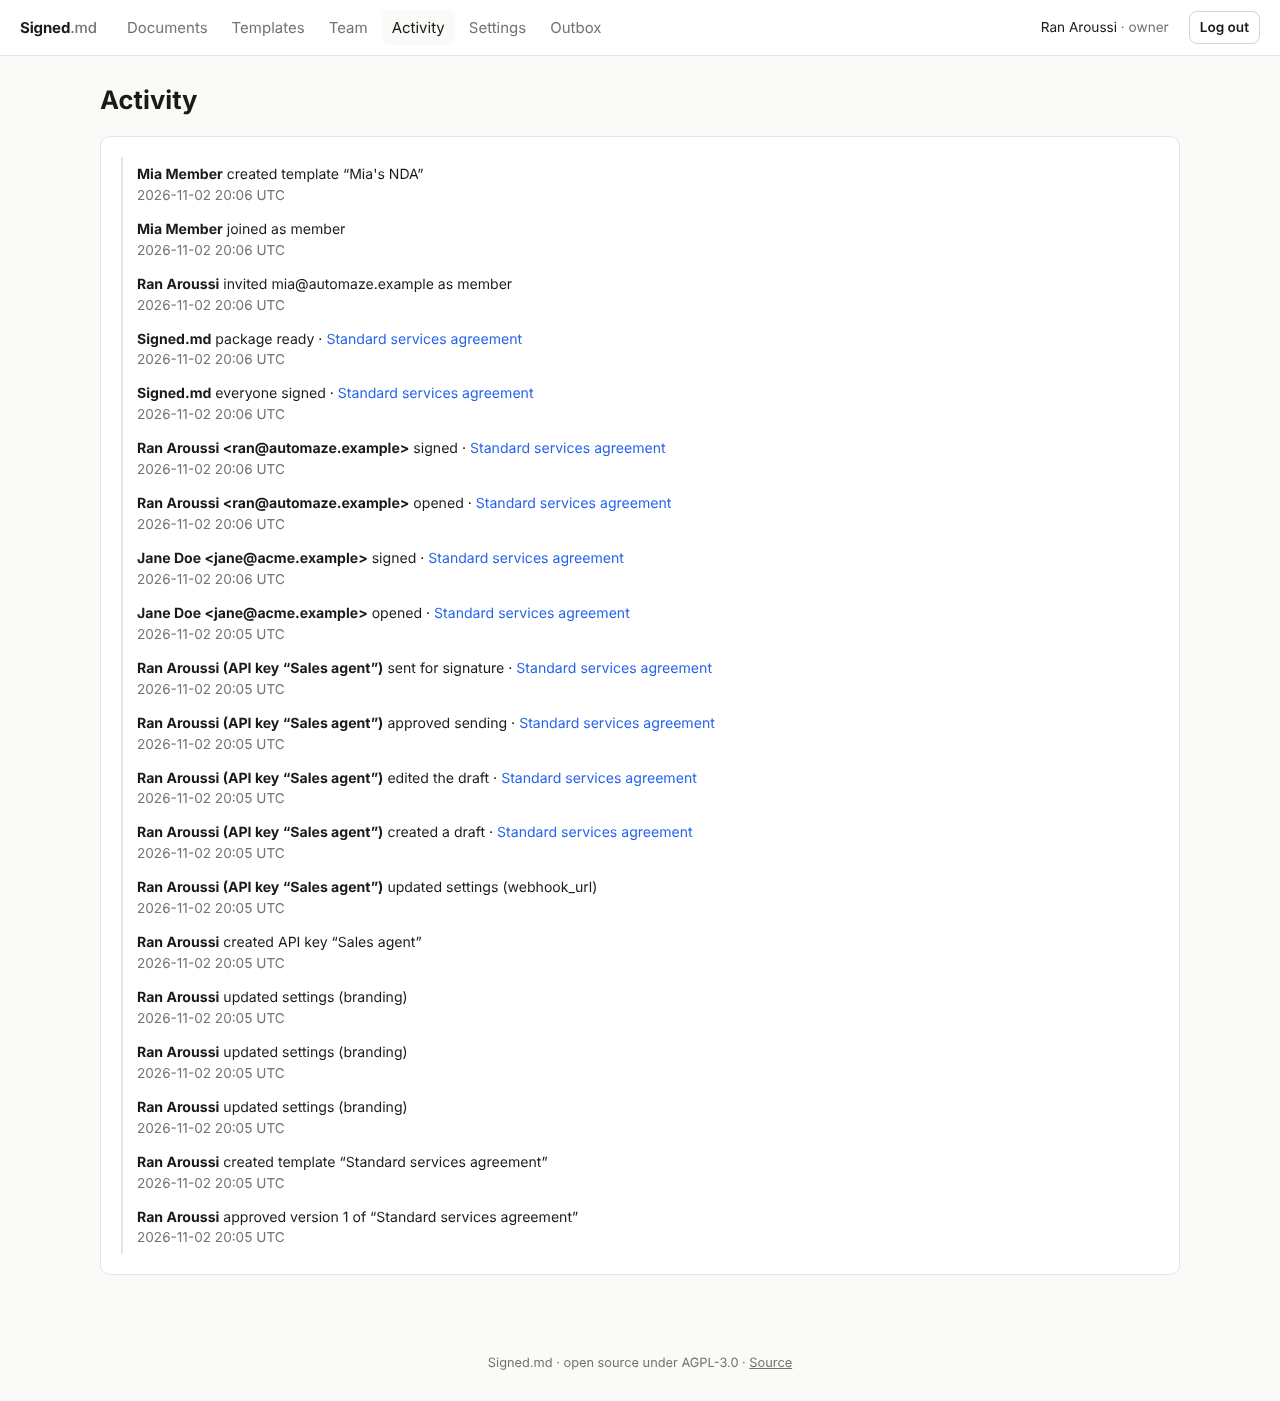 Signed.md Documents Templates Team Activity Settings Outbox Ran Aroussi · owner Log out
Activity
Mia Member created template “Mia's NDA”
2026-11-02 20:06 UTC
Mia Member joined as member
2026-11-02 20:06 UTC
Ran Aroussi invited mia@automaze.example as member
2026-11-02 20:06 UTC
Signed.md package ready · Standard services agreement
2026-11-02 20:06 UTC
Signed.md everyone signed · Standard services agreement
2026-11-02 20:06 UTC
Ran Aroussi <ran@automaze.example> signed · Standard services agreement
2026-11-02 20:06 UTC
Ran Aroussi <ran@automaze.example> opened · Standard services agreement
2026-11-02 20:06 UTC
Jane Doe <jane@acme.example> signed · Standard services agreement
2026-11-02 20:06 UTC
Jane Doe <jane@acme.example> opened · Standard services agreement
2026-11-02 20:05 UTC
Ran Aroussi (API key “Sales agent”) sent for signature · Standard services agreement
2026-11-02 20:05 UTC
Ran Aroussi (API key “Sales agent”) approved sending · Standard services agreement
2026-11-02 20:05 UTC
Ran Aroussi (API key “Sales agent”) edited the draft · Standard services agreement
2026-11-02 20:05 UTC
Ran Aroussi (API key “Sales agent”) created a draft · Standard services agreement
2026-11-02 20:05 UTC
Ran Aroussi (API key “Sales agent”) updated settings (webhook_url)
2026-11-02 20:05 UTC
Ran Aroussi created API key “Sales agent”
2026-11-02 20:05 UTC
Ran Aroussi updated settings (branding)
2026-11-02 20:05 UTC
Ran Aroussi updated settings (branding)
2026-11-02 20:05 UTC
Ran Aroussi updated settings (branding)
2026-11-02 20:05 UTC
Ran Aroussi created template “Standard services agreement”
2026-11-02 20:05 UTC
Ran Aroussi approved version 1 of “Standard services agreement”
2026-11-02 20:05 UTC
Signed.md · open source under AGPL-3.0 · Source